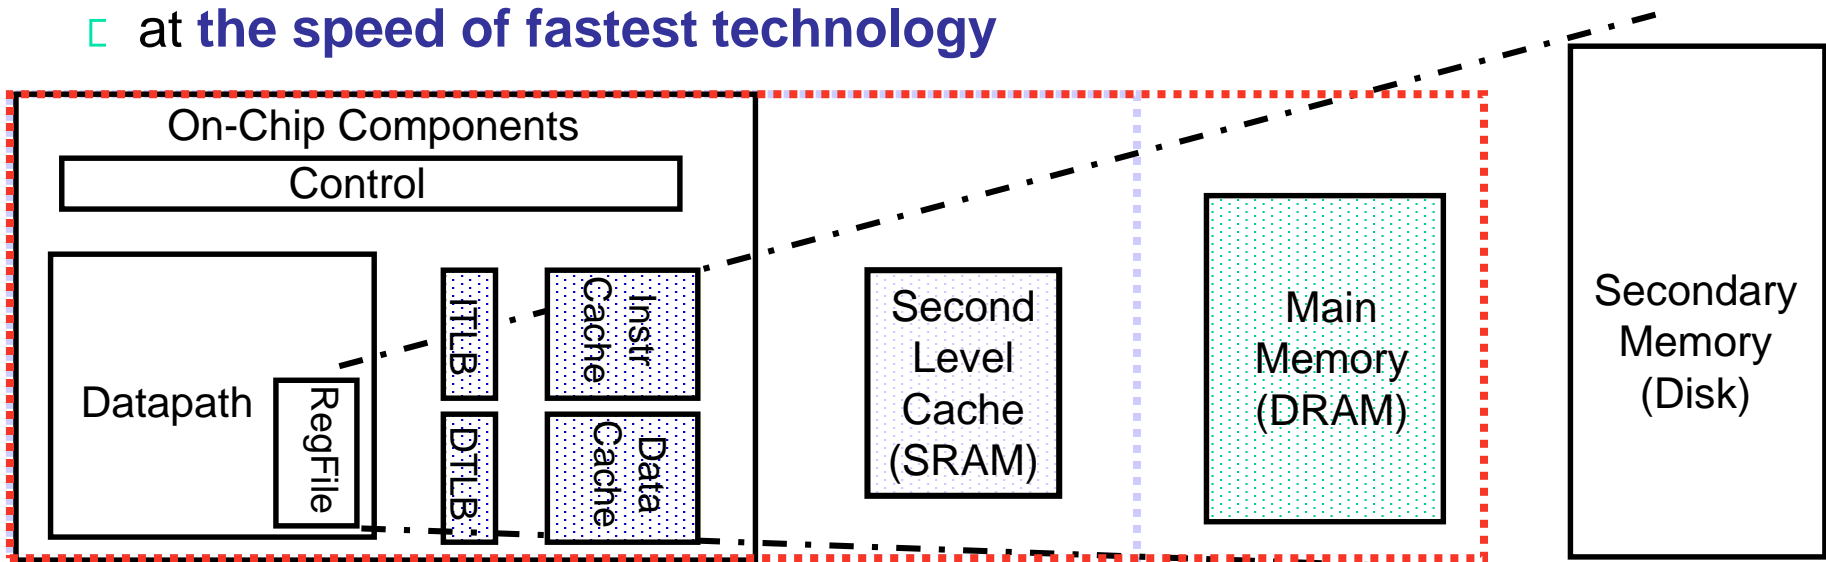 at the speed of fastest technology
On-Chip Components
Control
Datapath
RegFile
ITLB
DTLB
Instr
Cache
Data
Cache
Second
Level
Cache
(SRAM)
Main
Memory
(DRAM)
Secondary
Memory
(Disk)